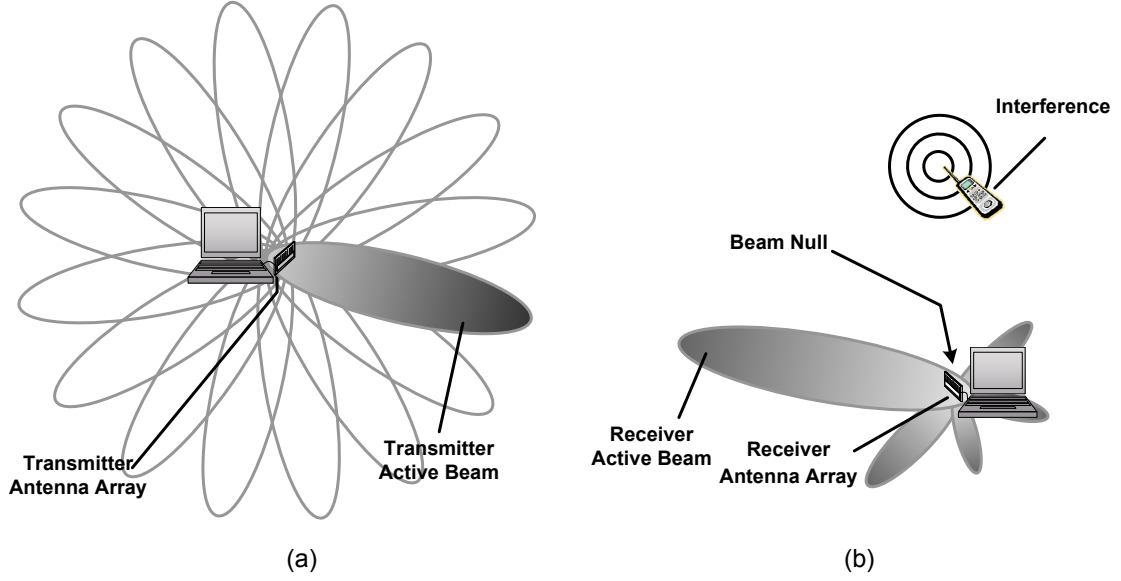 Interference
Beam Null
Transmitter
Antenna Array
Transmitter
Active Beam
Receiver
Active Beam
Receiver
Antenna Array
(a)
(b)